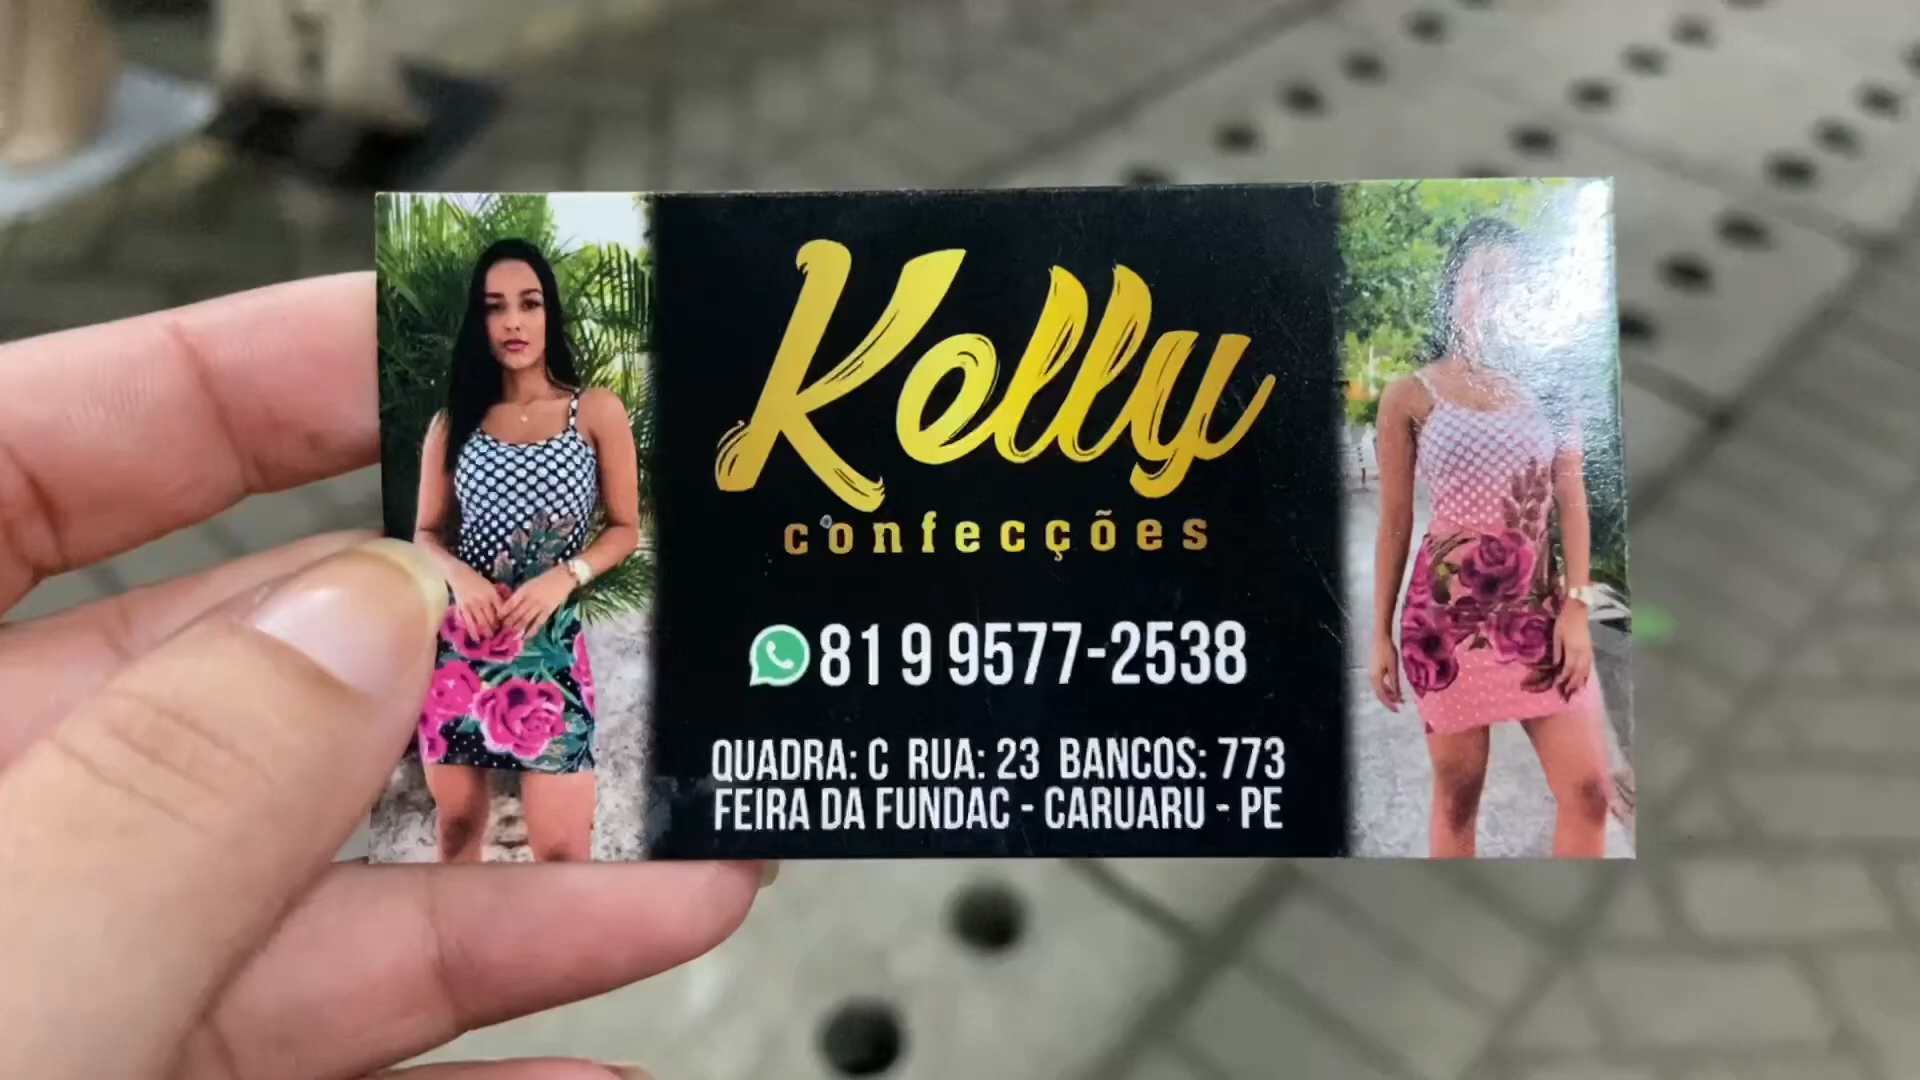 Kelly
confecções
81 9 9577-2538
QUADRA: C RUA: 23 BANCOS: 773
FEIRA DA FUNDAC - CARUARU - PE